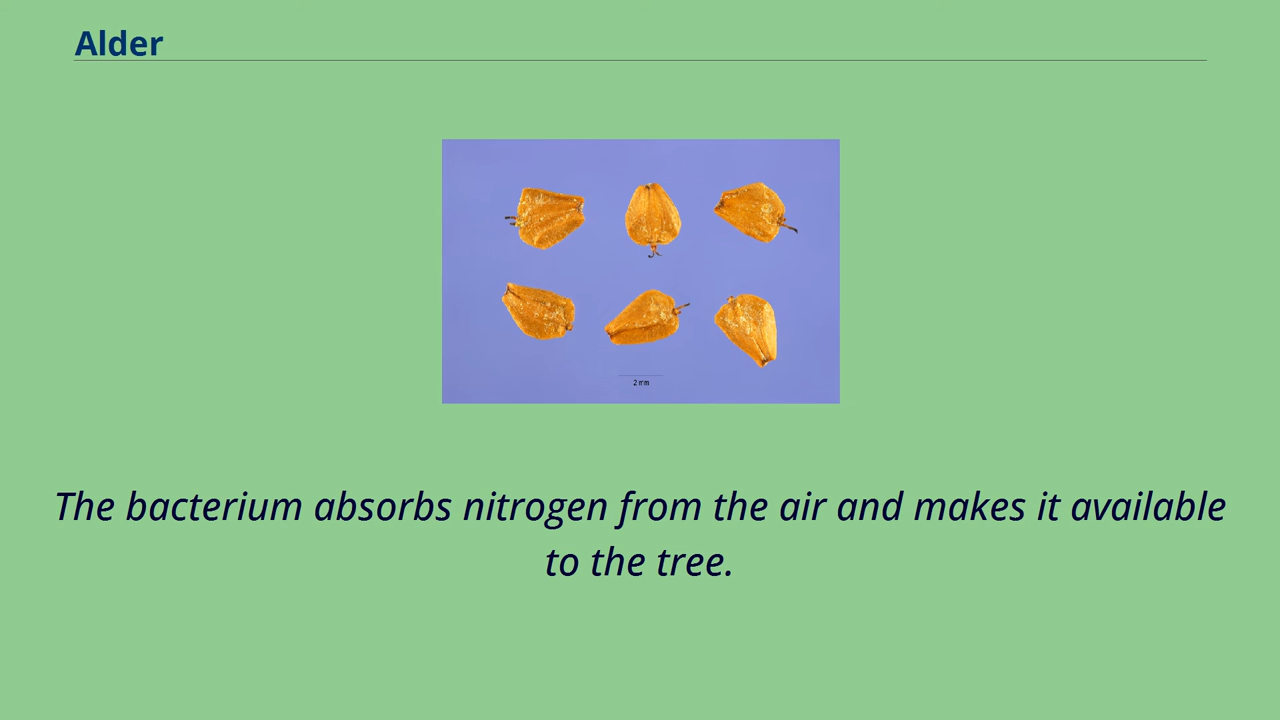 Alder
2 mm
The bacterium absorbs nitrogen from the air and makes it available
to the tree.